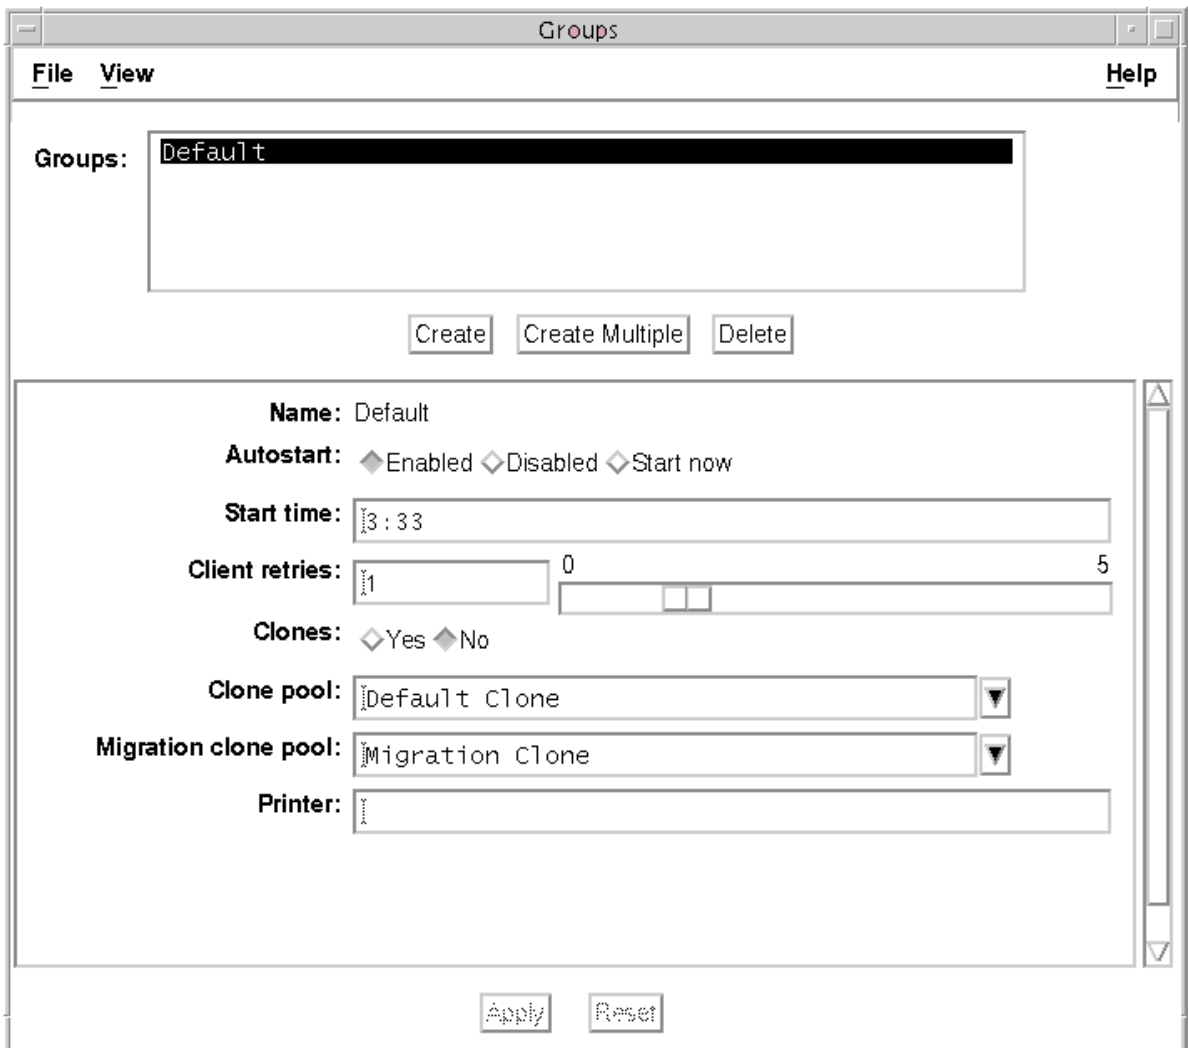 Groups
File View Help
Groups: Default
Create Create Multiple Delete
Name: Default
Autostart: Enabled Disabled Start now
Start time: 3:33
Client retries: 1 0 5
Clones: Yes No
Clone pool: Default Clone
Migration clone pool: Migration Clone
Printer:
Apply Reset